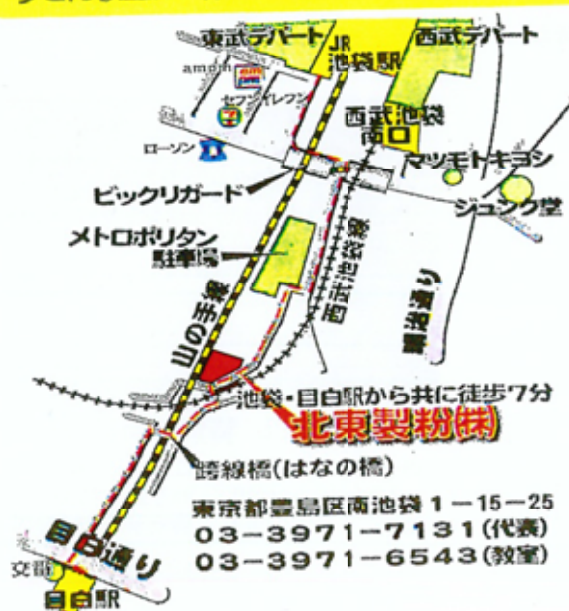 東武デパート
JR
池袋駅
西武デパート
ampm
セブンイレブン
西武池袋
南口
ローソン
マツモトキヨシ
ビックリガード
ジュンク堂
メトロポリタン
駐車場
西武池袋線
山の手線
明治通り
池袋・目白駅から共に徒歩7分
北東製粉㈱
跨線橋(はなの橋)
東京都豊島区南池袋1-15-25
03-3971-7131(代表)
03-3971-6543(教室)
目白通り
交番
目白駅